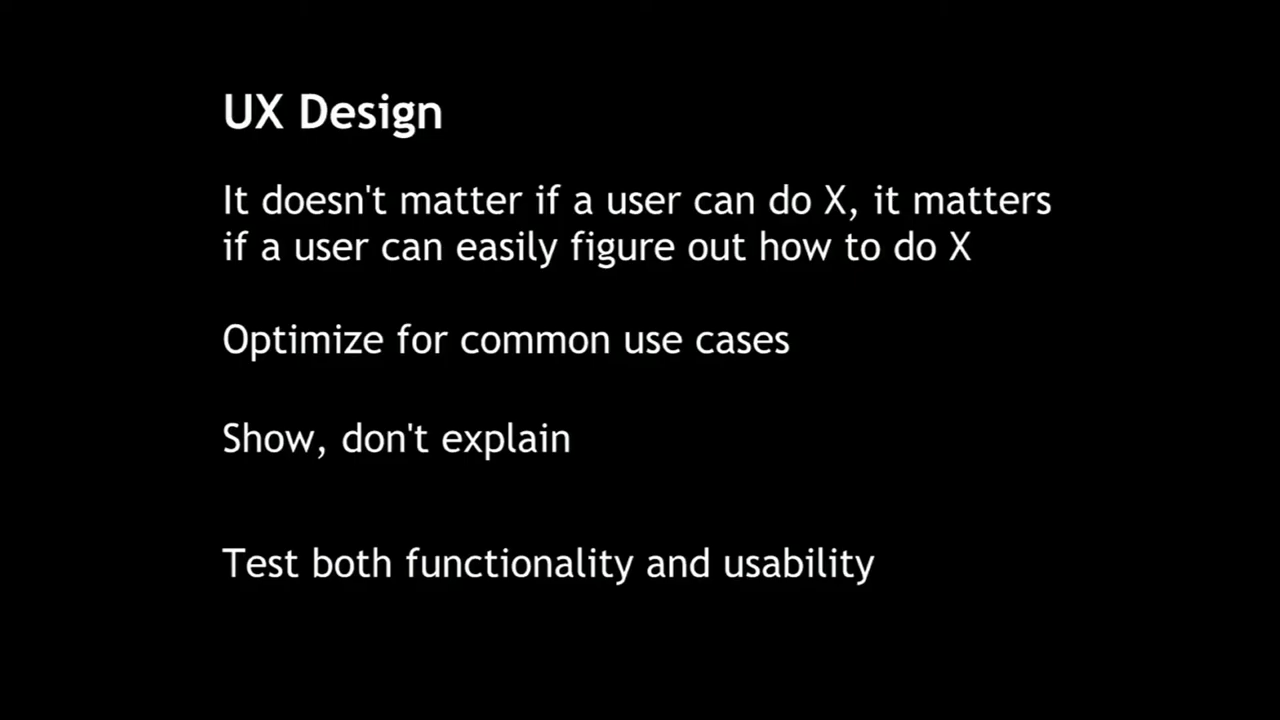 UX Design
It doesn't matter if a user can do X, it matters
if a user can easily figure out how to do X
Optimize for common use cases
Show, don't explain
Test both functionality and usability